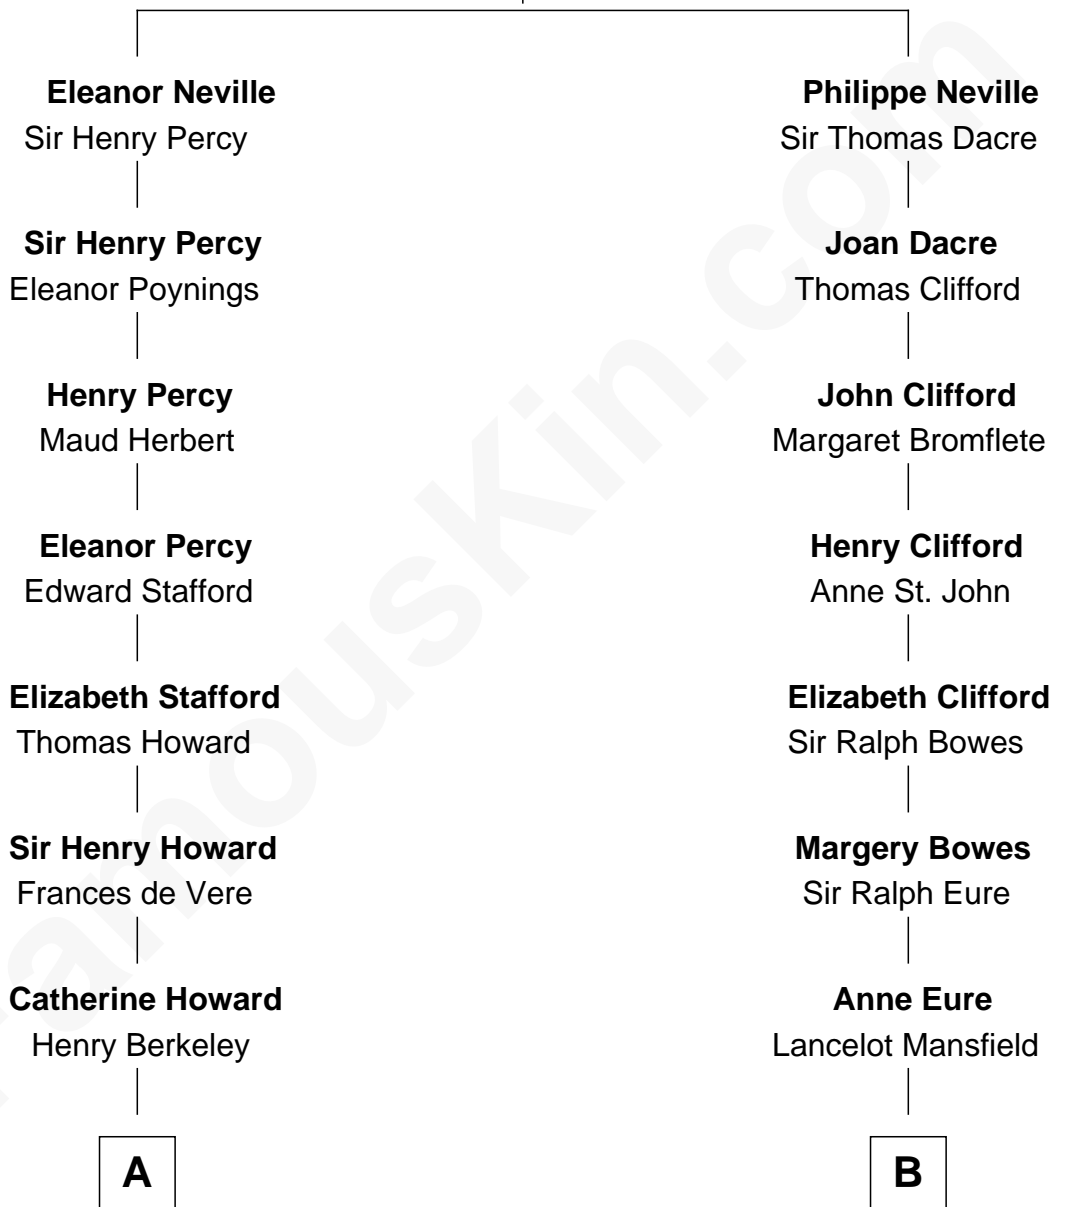 Eleanor Neville
Sir Henry Percy
Sir Henry Percy
Eleanor Poynings
Henry Percy
Maud Herbert
Eleanor Percy
Edward Stafford
Elizabeth Stafford
Thomas Howard
Sir Henry Howard
Frances de Vere
Catherine Howard
Henry Berkeley
A
Philippe Neville
Sir Thomas Dacre
Joan Dacre
Thomas Clifford
John Clifford
Margaret Bromflete
Henry Clifford
Anne St. John
Elizabeth Clifford
Sir Ralph Bowes
Margery Bowes
Sir Ralph Eure
Anne Eure
Lancelot Mansfield
B
FamousKin.com